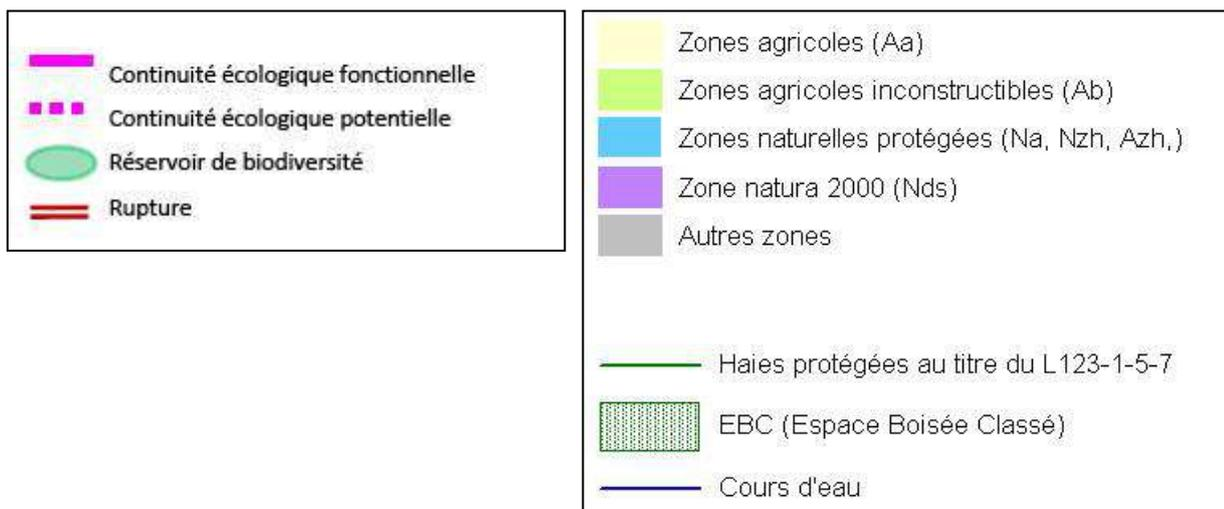 Continuité écologique fonctionnelle
Continuité écologique potentielle
Réservoir de biodiversité
Rupture
Zones agricoles (Aa)
Zones agricoles inconstructibles (Ab)
Zones naturelles protégées (Na, Nzh, Azh,)
Zone natura 2000 (Nds)
Autres zones
Haies protégées au titre du L123-1-5-7
EBC (Espace Boisée Classé)
Cours d'eau